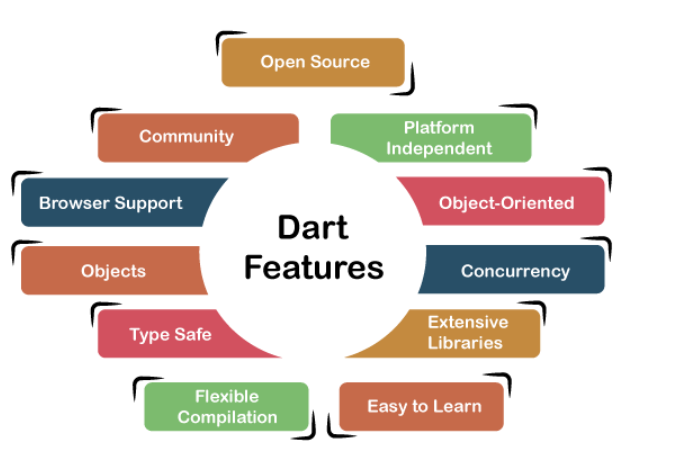 Open Source
Community
Platform
Independent
Browser Support
Object-Oriented
Dart
Features
Objects
Concurrency
Type Safe
Extensive
Libraries
Flexible
Compilation
Easy to Learn